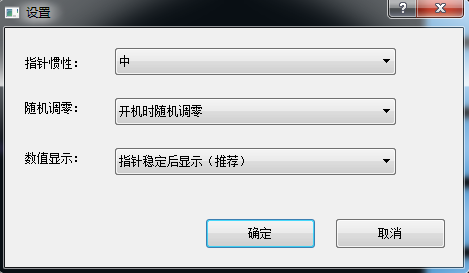 设置
指针惯性：
中
随机调零：
开机时随机调零
数值显示：
指针稳定后显示（推荐）
确定
取消